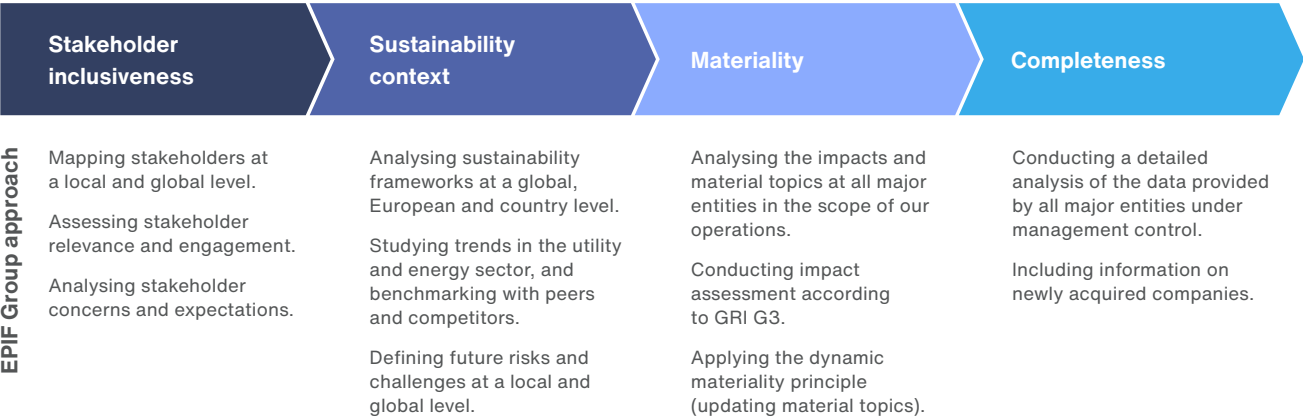 Stakeholder
inclusiveness
Sustainability
context
Materiality
Completeness
EPIF Group approach
Mapping stakeholders at
a local and global level.
Assessing stakeholder
relevance and engagement.
Analysing stakeholder
concerns and expectations.
Analysing sustainability
frameworks at a global,
European and country level.
Studying trends in the utility
and energy sector, and
benchmarking with peers
and competitors.
Defining future risks and
challenges at a local and
global level.
Analysing the impacts and
material topics at all major
entities in the scope of our
operations.
Conducting impact
assessment according
to GRI G3.
Applying the dynamic
materiality principle
(updating material topics).
Conducting a detailed
analysis of the data provided
by all major entities under
management control.
Including information on
newly acquired companies.